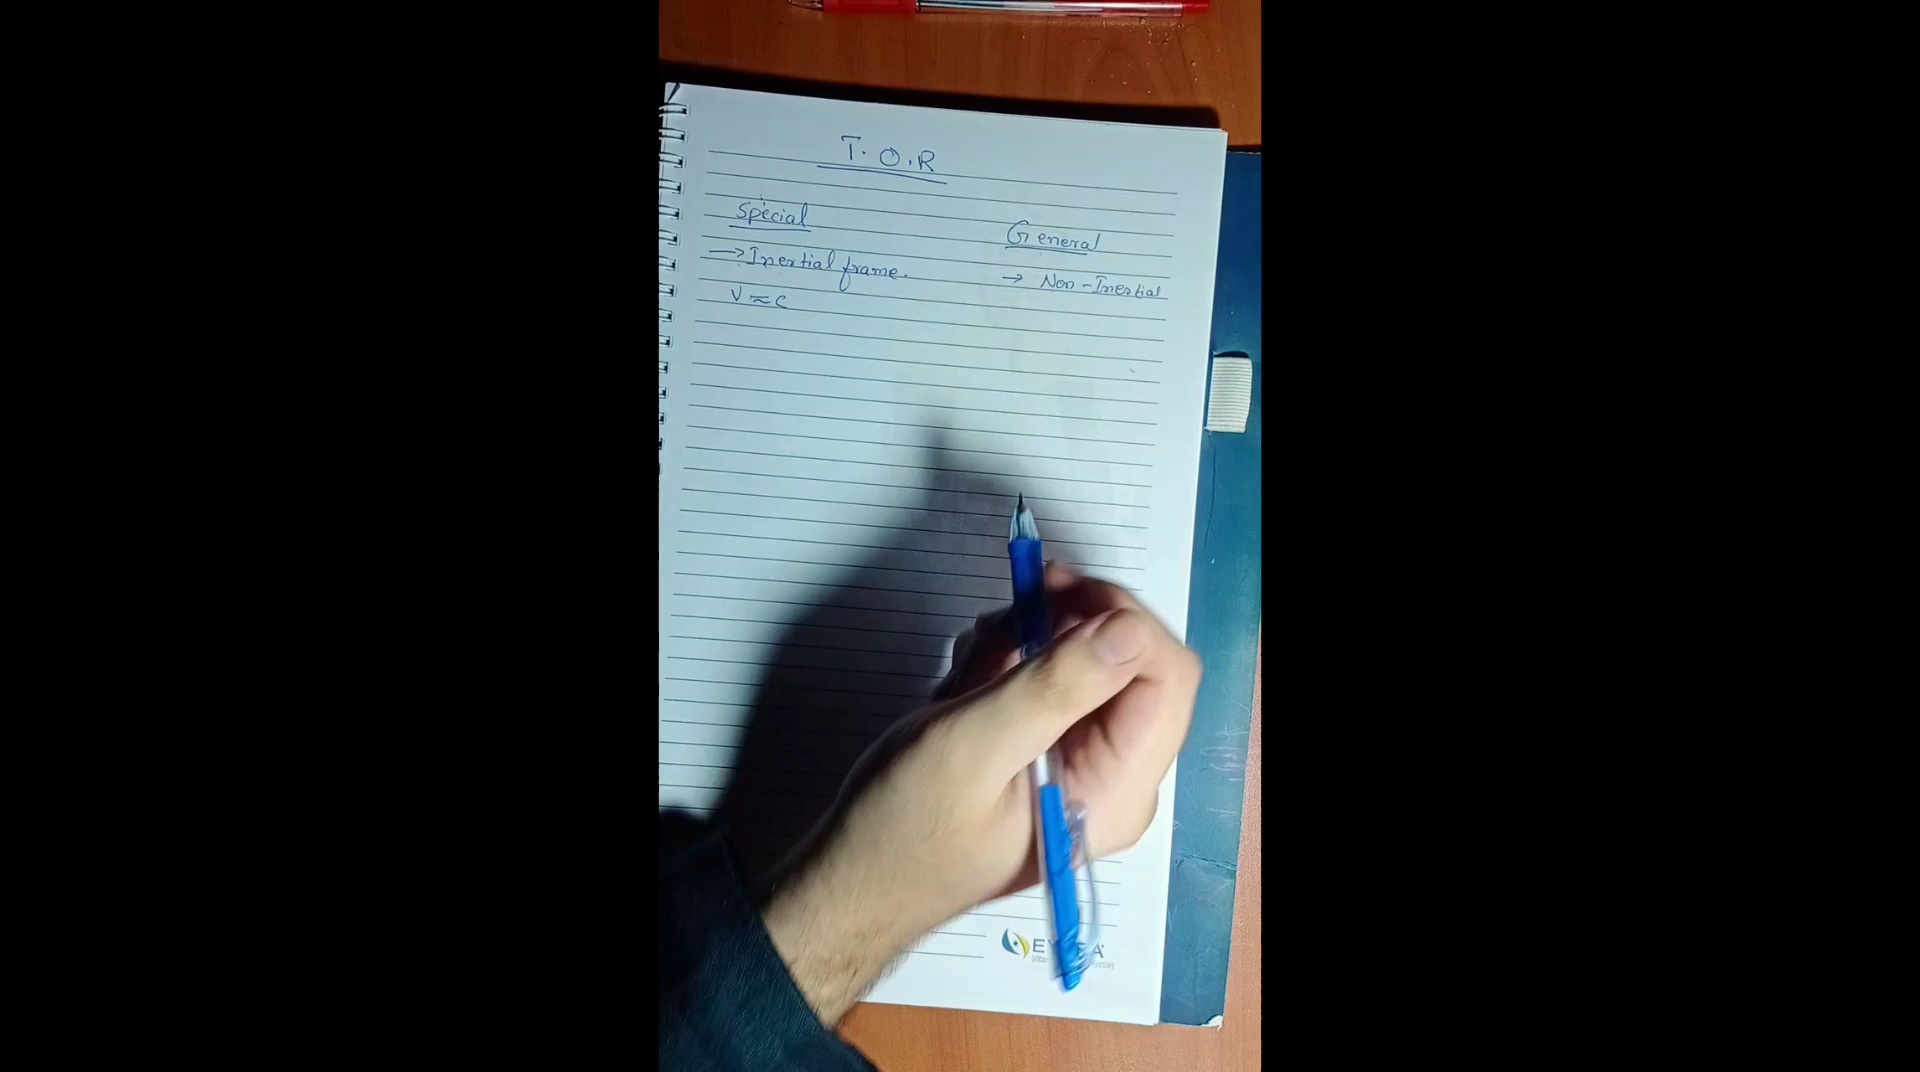 T.O.R
Special
General
→ Inertial frame.
→ Non-Inertial
V ≈ c